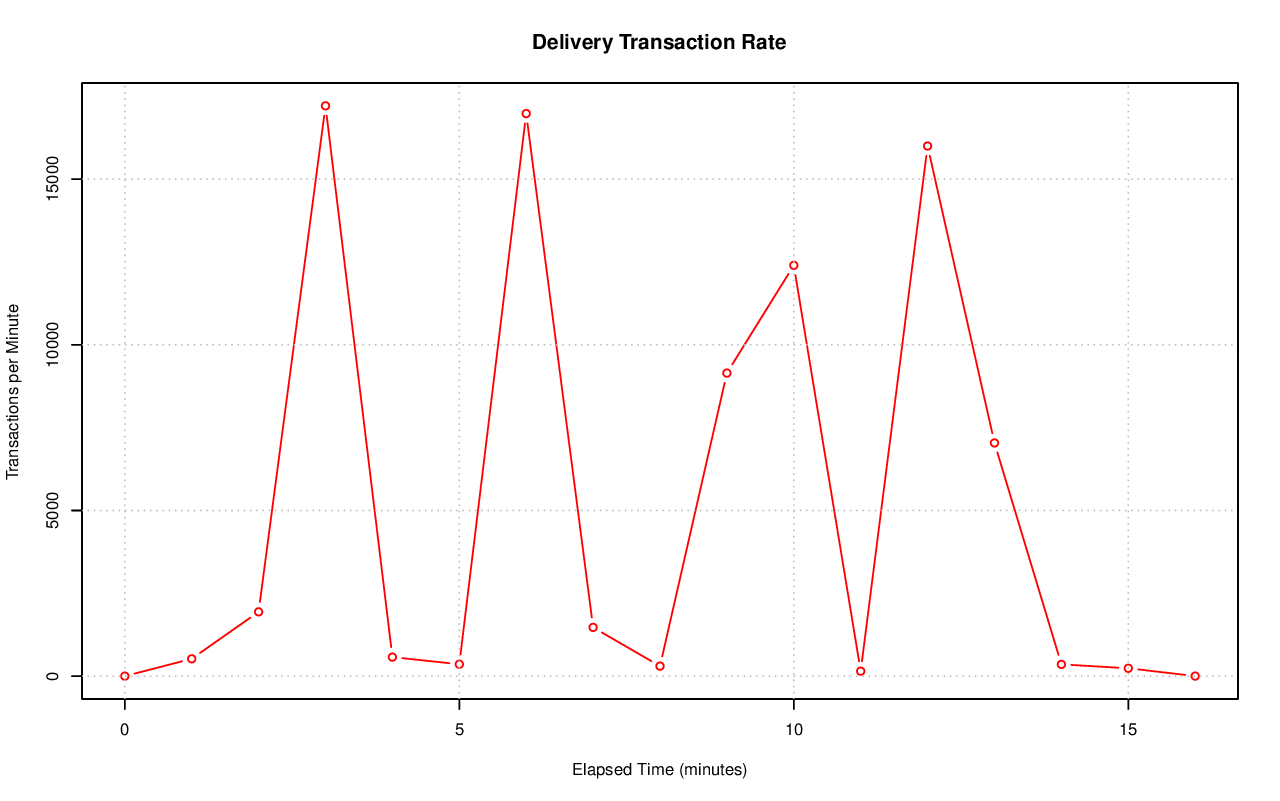 Delivery Transaction Rate
Transactions per Minute
15000
10000
5000
0
0 5 10 15
Elapsed Time (minutes)